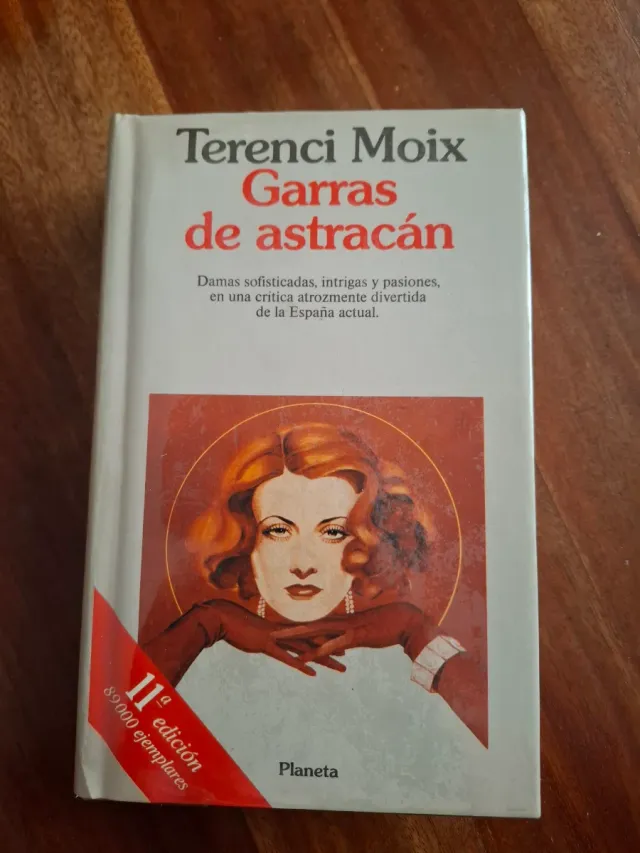 Terenci Moix
Garras
de astracán
Damas sofisticadas, intrigas y pasiones,
en una crítica atrozmente divertida
de la España actual.
11ª edición
89000 ejemplares
Planeta